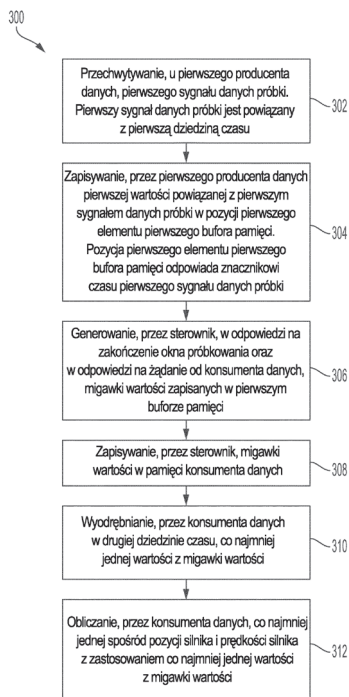 300
Przechwytywanie, u pierwszego producenta
danych, pierwszego sygnału danych próbki.
Pierwszy sygnał danych próbki jest powiązany
z pierwszą dziedziną czasu
302
Zapisywanie, przez pierwszego producenta danych
pierwszej wartości powiązanej z pierwszym
sygnałem danych próbki w pozycji pierwszego
elementu pierwszego bufora pamięci.
Pozycja pierwszego elementu pierwszego
bufora pamięci odpowiada znacznikowi
czasu pierwszego sygnału danych próbki
304
Generowanie, przez sterownik, w odpowiedzi na
zakończenie okna próbkowania oraz
w odpowiedzi na żądanie od konsumenta danych,
migawki wartości zapisanych w pierwszym
buforze pamięci
306
Zapisywanie, przez sterownik, migawki
wartości w pamięci konsumenta danych
308
Wyodrębnianie, przez konsumenta danych
w drugiej dziedzinie czasu, co najmniej
jednej wartości z migawki wartości
310
Obliczanie, przez konsumenta danych, co najmniej
jednej spośród pozycji silnika i prędkości silnika
z zastosowaniem co najmniej jednej wartości
z migawki wartości
312